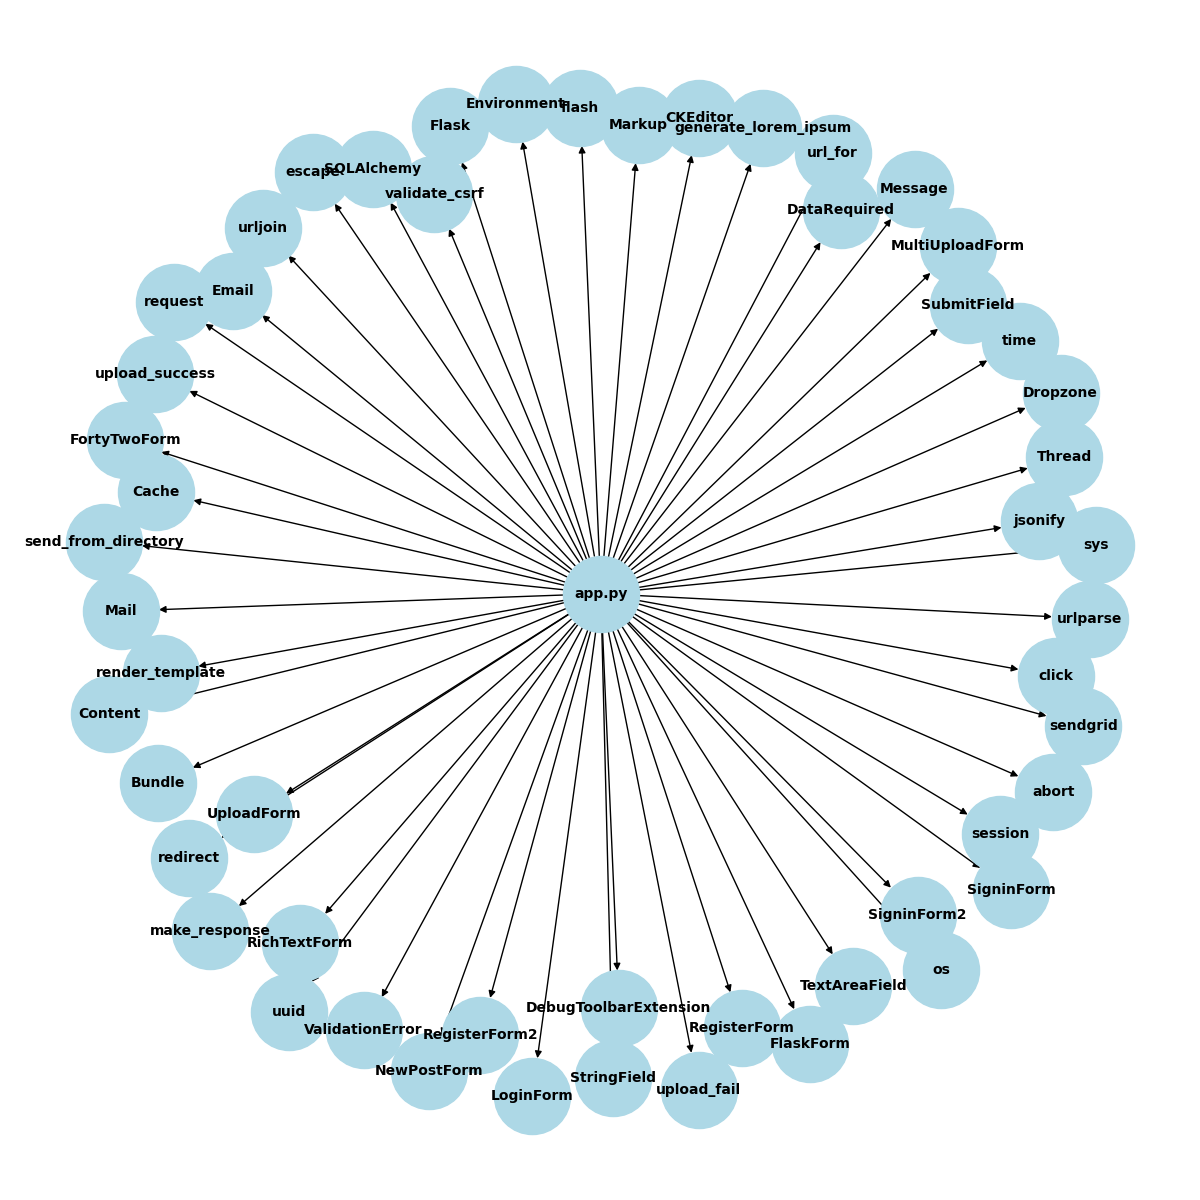 Environment
flash
CKEditor
Flask
Markup
generate_lorem_ipsum
url_for
escape
SQLAlchemy
validate_csrf
Message
DataRequired
urljoin
MultiUploadForm
Email
request
SubmitField
time
upload_success
Dropzone
FortyTwoForm
Thread
Cache
jsonify
send_from_directory
sys
app.py
Mail
urlparse
render_template
click
Content
sendgrid
Bundle
abort
UploadForm
session
redirect
SigninForm
make_response
RichTextForm
SigninForm2
os
TextAreaField
uuid
DebugToolbarExtension
ValidationError
RegisterForm2
RegisterForm
FlaskForm
NewPostForm
StringField
upload_fail
LoginForm